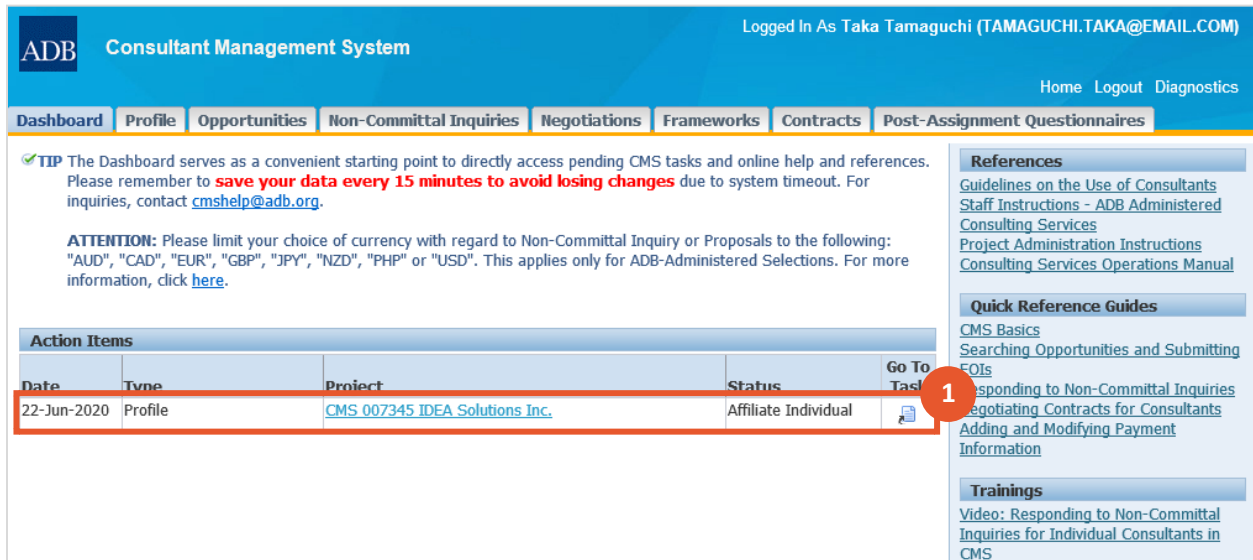 ADB
Consultant Management System
Logged In As Taka Tamaguchi (TAMAGUCHI.TAKA@EMAIL.COM)
Home Logout Diagnostics
Dashboard Profile Opportunities Non-Committal Inquiries Negotiations Frameworks Contracts Post-Assignment Questionnaires
TIP The Dashboard serves as a convenient starting point to directly access pending CMS tasks and online help and references.
Please remember to save your data every 15 minutes to avoid losing changes due to system timeout. For
inquiries, contact cmshelp@adb.org.
ATTENTION: Please limit your choice of currency with regard to Non-Committal Inquiry or Proposals to the following:
"AUD", "CAD", "EUR", "GBP", "JPY", "NZD", "PHP" or "USD". This applies only for ADB-Administered Selections. For more
information, click here.
Action Items
Date Type Project Status Go To Task
22-Jun-2020 Profile CMS 007345 IDEA Solutions Inc. Affiliate Individual
1
References
Guidelines on the Use of Consultants
Staff Instructions - ADB Administered
Consulting Services
Project Administration Instructions
Consulting Services Operations Manual
Quick Reference Guides
CMS Basics
Searching Opportunities and Submitting
EOIs
Responding to Non-Committal Inquiries
Negotiating Contracts for Consultants
Adding and Modifying Payment
Information
Trainings
Video: Responding to Non-Committal
Inquiries for Individual Consultants in
CMS